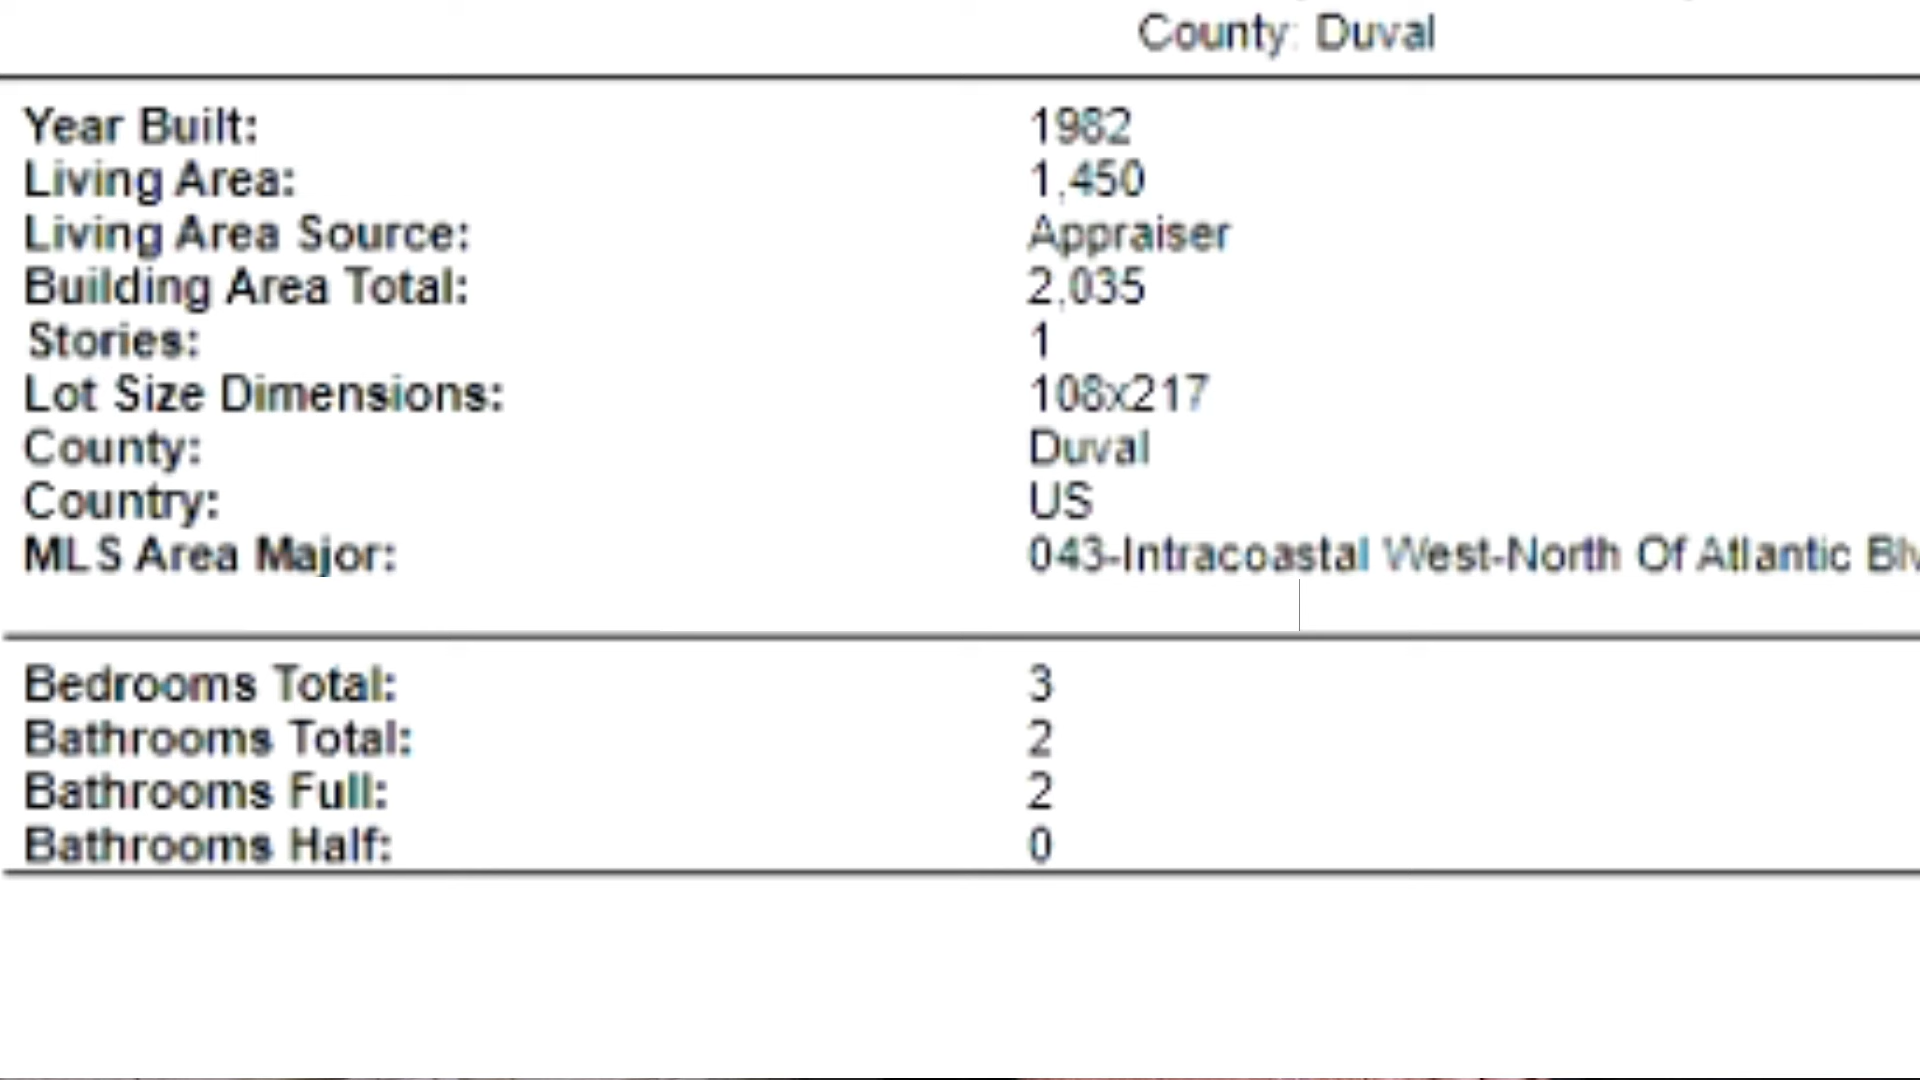 County: Duval
Year Built: 1982
Living Area: 1,450
Living Area Source: Appraiser
Building Area Total: 2,035
Stories: 1
Lot Size Dimensions: 108x217
County: Duval
Country: US
MLS Area Major: 043-Intracoastal West-North Of Atlantic Blv
Bedrooms Total: 3
Bathrooms Total: 2
Bathrooms Full: 2
Bathrooms Half: 0